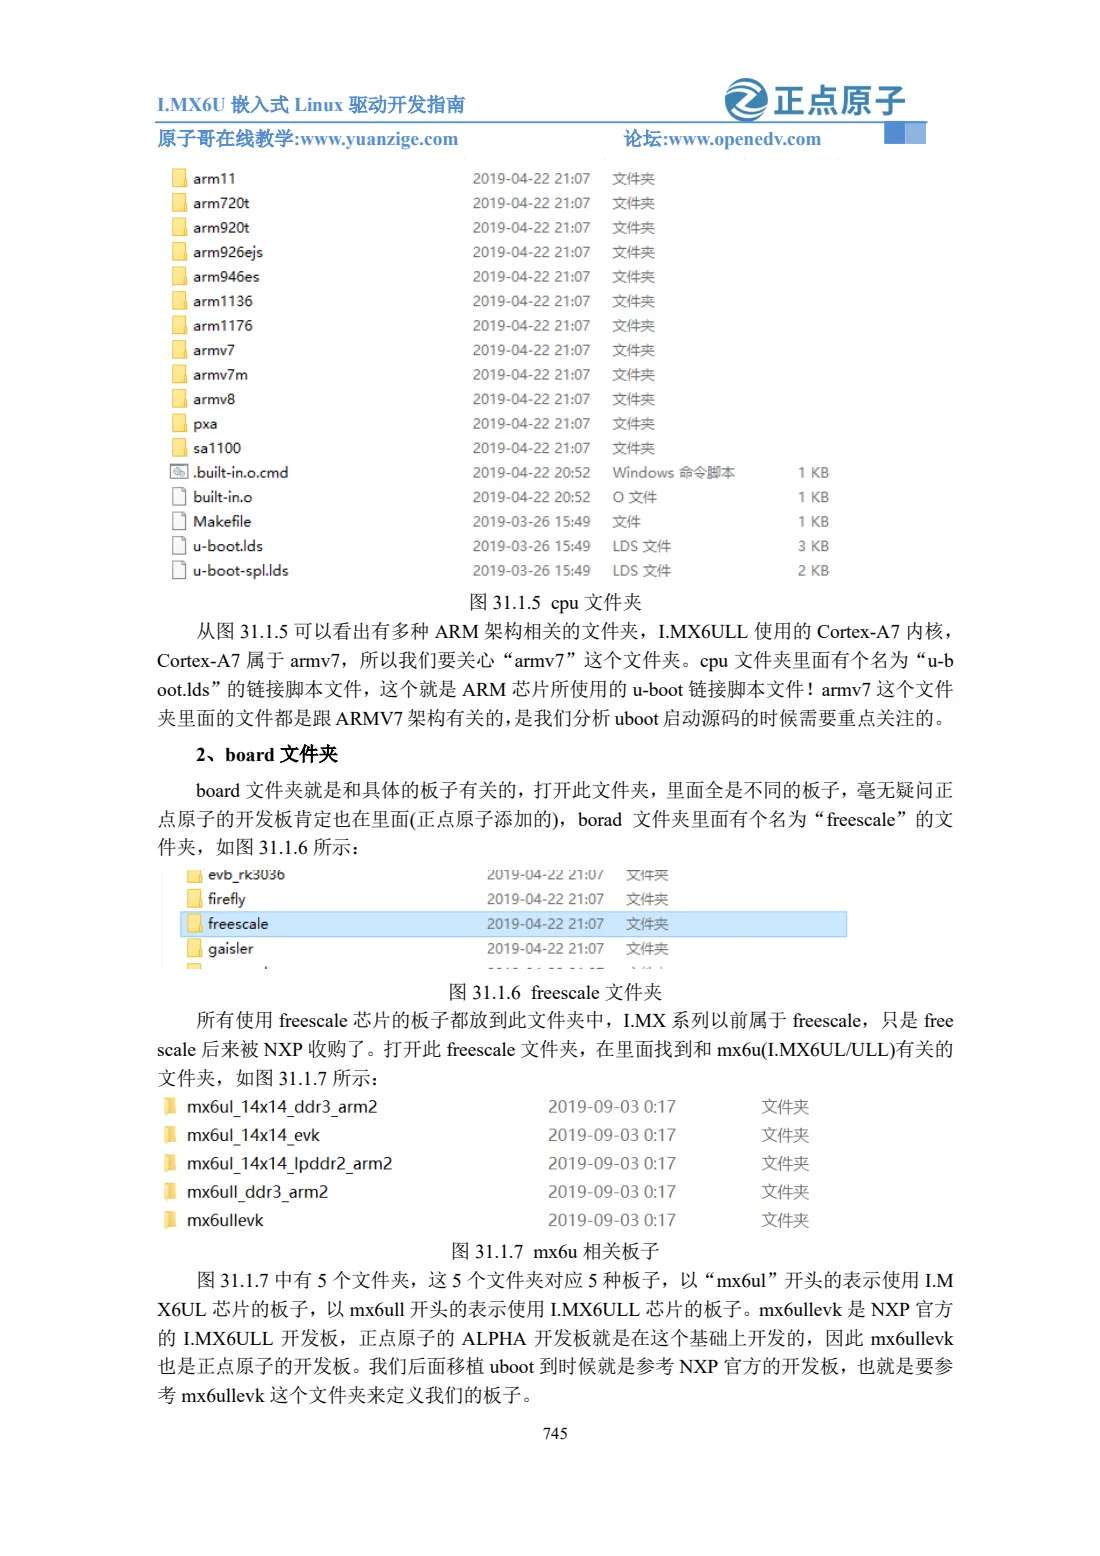 I.MX6U 嵌入式 Linux 驱动开发指南
正点原子
原子哥在线教学:www.yuanzige.com 论坛:www.openedv.com
arm11 2019-04-22 21:07 文件夹
arm720t 2019-04-22 21:07 文件夹
arm920t 2019-04-22 21:07 文件夹
arm926ejs 2019-04-22 21:07 文件夹
arm946es 2019-04-22 21:07 文件夹
arm1136 2019-04-22 21:07 文件夹
arm1176 2019-04-22 21:07 文件夹
armv7 2019-04-22 21:07 文件夹
armv7m 2019-04-22 21:07 文件夹
armv8 2019-04-22 21:07 文件夹
pxa 2019-04-22 21:07 文件夹
sa1100 2019-04-22 21:07 文件夹
.built-in.o.cmd 2019-04-22 20:52 Windows 命令脚本 1 KB
built-in.o 2019-04-22 20:52 O 文件 1 KB
Makefile 2019-03-26 15:49 文件 1 KB
u-boot.lds 2019-03-26 15:49 LDS 文件 3 KB
u-boot-spl.lds 2019-03-26 15:49 LDS 文件 2 KB
图 31.1.5 cpu 文件夹
从图 31.1.5 可以看出有多种 ARM 架构相关的文件夹，I.MX6ULL 使用的 Cortex-A7 内核，
Cortex-A7 属于 armv7，所以我们要关心“armv7”这个文件夹。cpu 文件夹里面有个名为“u-b
oot.lds”的链接脚本文件，这个就是 ARM 芯片所使用的 u-boot 链接脚本文件！armv7 这个文件
夹里面的文件都是跟 ARMV7 架构有关的，是我们分析 uboot 启动源码的时候需要重点关注的。
2、board 文件夹
board 文件夹就是和具体的板子有关的，打开此文件夹，里面全是不同的板子，毫无疑问正
点原子的开发板肯定也在里面(正点原子添加的)，borad 文件夹里面有个名为“freescale”的文
件夹，如图 31.1.6 所示：
evb_rk3036 2019-04-22 21:07 文件夹
firefly 2019-04-22 21:07 文件夹
freescale 2019-04-22 21:07 文件夹
gaisler 2019-04-22 21:07 文件夹
图 31.1.6 freescale 文件夹
所有使用 freescale 芯片的板子都放到此文件夹中，I.MX 系列以前属于 freescale，只是 free
scale 后来被 NXP 收购了。打开此 freescale 文件夹，在里面找到和 mx6u(I.MX6UL/ULL)有关的
文件夹，如图 31.1.7 所示：
mx6ul_14x14_ddr3_arm2 2019-09-03 0:17 文件夹
mx6ul_14x14_evk 2019-09-03 0:17 文件夹
mx6ul_14x14_lpddr2_arm2 2019-09-03 0:17 文件夹
mx6ull_ddr3_arm2 2019-09-03 0:17 文件夹
mx6ullevk 2019-09-03 0:17 文件夹
图 31.1.7 mx6u 相关板子
图 31.1.7 中有 5 个文件夹，这 5 个文件夹对应 5 种板子，以“mx6ul”开头的表示使用 I.M
X6UL 芯片的板子，以 mx6ull 开头的表示使用 I.MX6ULL 芯片的板子。mx6ullevk 是 NXP 官方
的 I.MX6ULL 开发板，正点原子的 ALPHA 开发板就是在这个基础上开发的，因此 mx6ullevk
也是正点原子的开发板。我们后面移植 uboot 到时候就是参考 NXP 官方的开发板，也就是要参
考 mx6ullevk 这个文件夹来定义我们的板子。
745